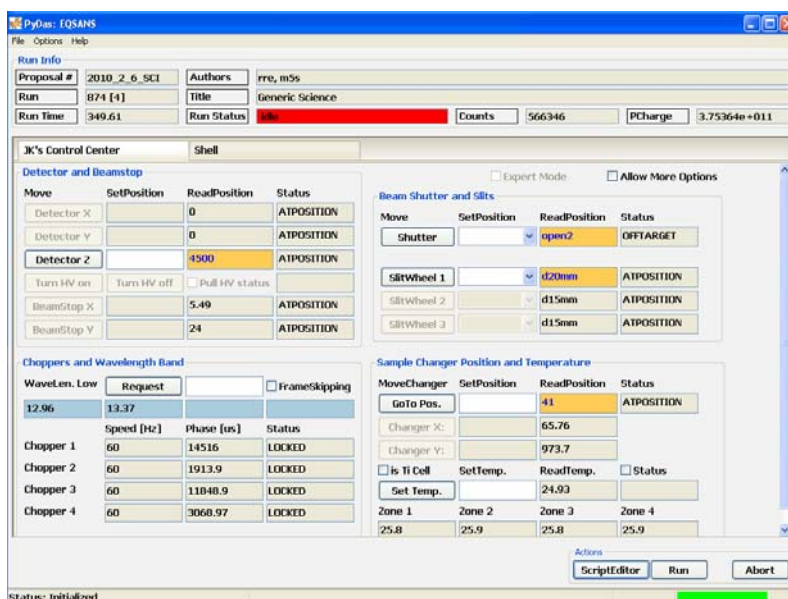 PyDas: EQSANS
File Options Help
Run Info
Proposal # 2010_2_6_SCI Authors rre, m5s
Run 874 [4] Title Generic Science
Run Time 349.61 Run Status idle Counts 566346 PCharge 3.75364e+011
JK's Control Center Shell
Detector and Beamstop
Move SetPosition ReadPosition Status
Detector X 0 ATPOSITION
Detector Y 0 ATPOSITION
Detector Z 4500 ATPOSITION
Turn HV on Turn HV off Pull HV status
BeamStop X 5.49 ATPOSITION
BeamStop Y 24 ATPOSITION
Expert Mode Allow More Options
Beam Shutter and Slits
Move SetPosition ReadPosition Status
Shutter open2 OFFTARGET
SlitWheel 1 d20mm ATPOSITION
SlitWheel 2 d15mm ATPOSITION
SlitWheel 3 d15mm ATPOSITION
Choppers and Wavelength Band
WaveLen. Low Request FrameSkipping
12.96 13.37
Speed [Hz] Phase [us] Status
Chopper 1 60 14516 LOCKED
Chopper 2 60 1913.9 LOCKED
Chopper 3 60 11848.9 LOCKED
Chopper 4 60 3068.97 LOCKED
Sample Changer Position and Temperature
MoveChanger SetPosition ReadPosition Status
GoTo Pos. 41 ATPOSITION
Changer X: 65.76
Changer Y: 973.7
is Ti Cell SetTemp. ReadTemp. Status
Set Temp. 24.93
Zone 1 Zone 2 Zone 3 Zone 4
25.8 25.9 25.8 25.9
Actions
ScriptEditor Run Abort
Status: Initialized